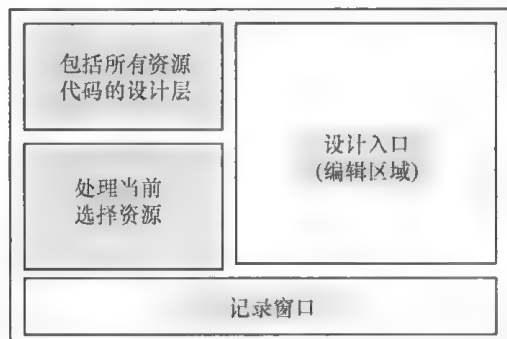 包括所有资源
代码的设计层
设计入口
(编辑区域)
处理当前
选择资源
记录窗口